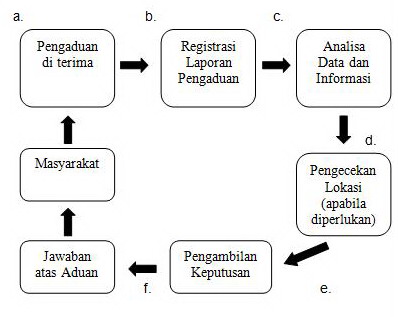 a.
Pengaduan
di terima
b.
Registrasi
Laporan
Pengaduan
c.
Analisa
Data dan
Informasi
d.
Pengecekan
Lokasi
(apabila
diperlukan)
e.
Pengambilan
Keputusan
f.
Jawaban
atas Aduan
Masyarakat